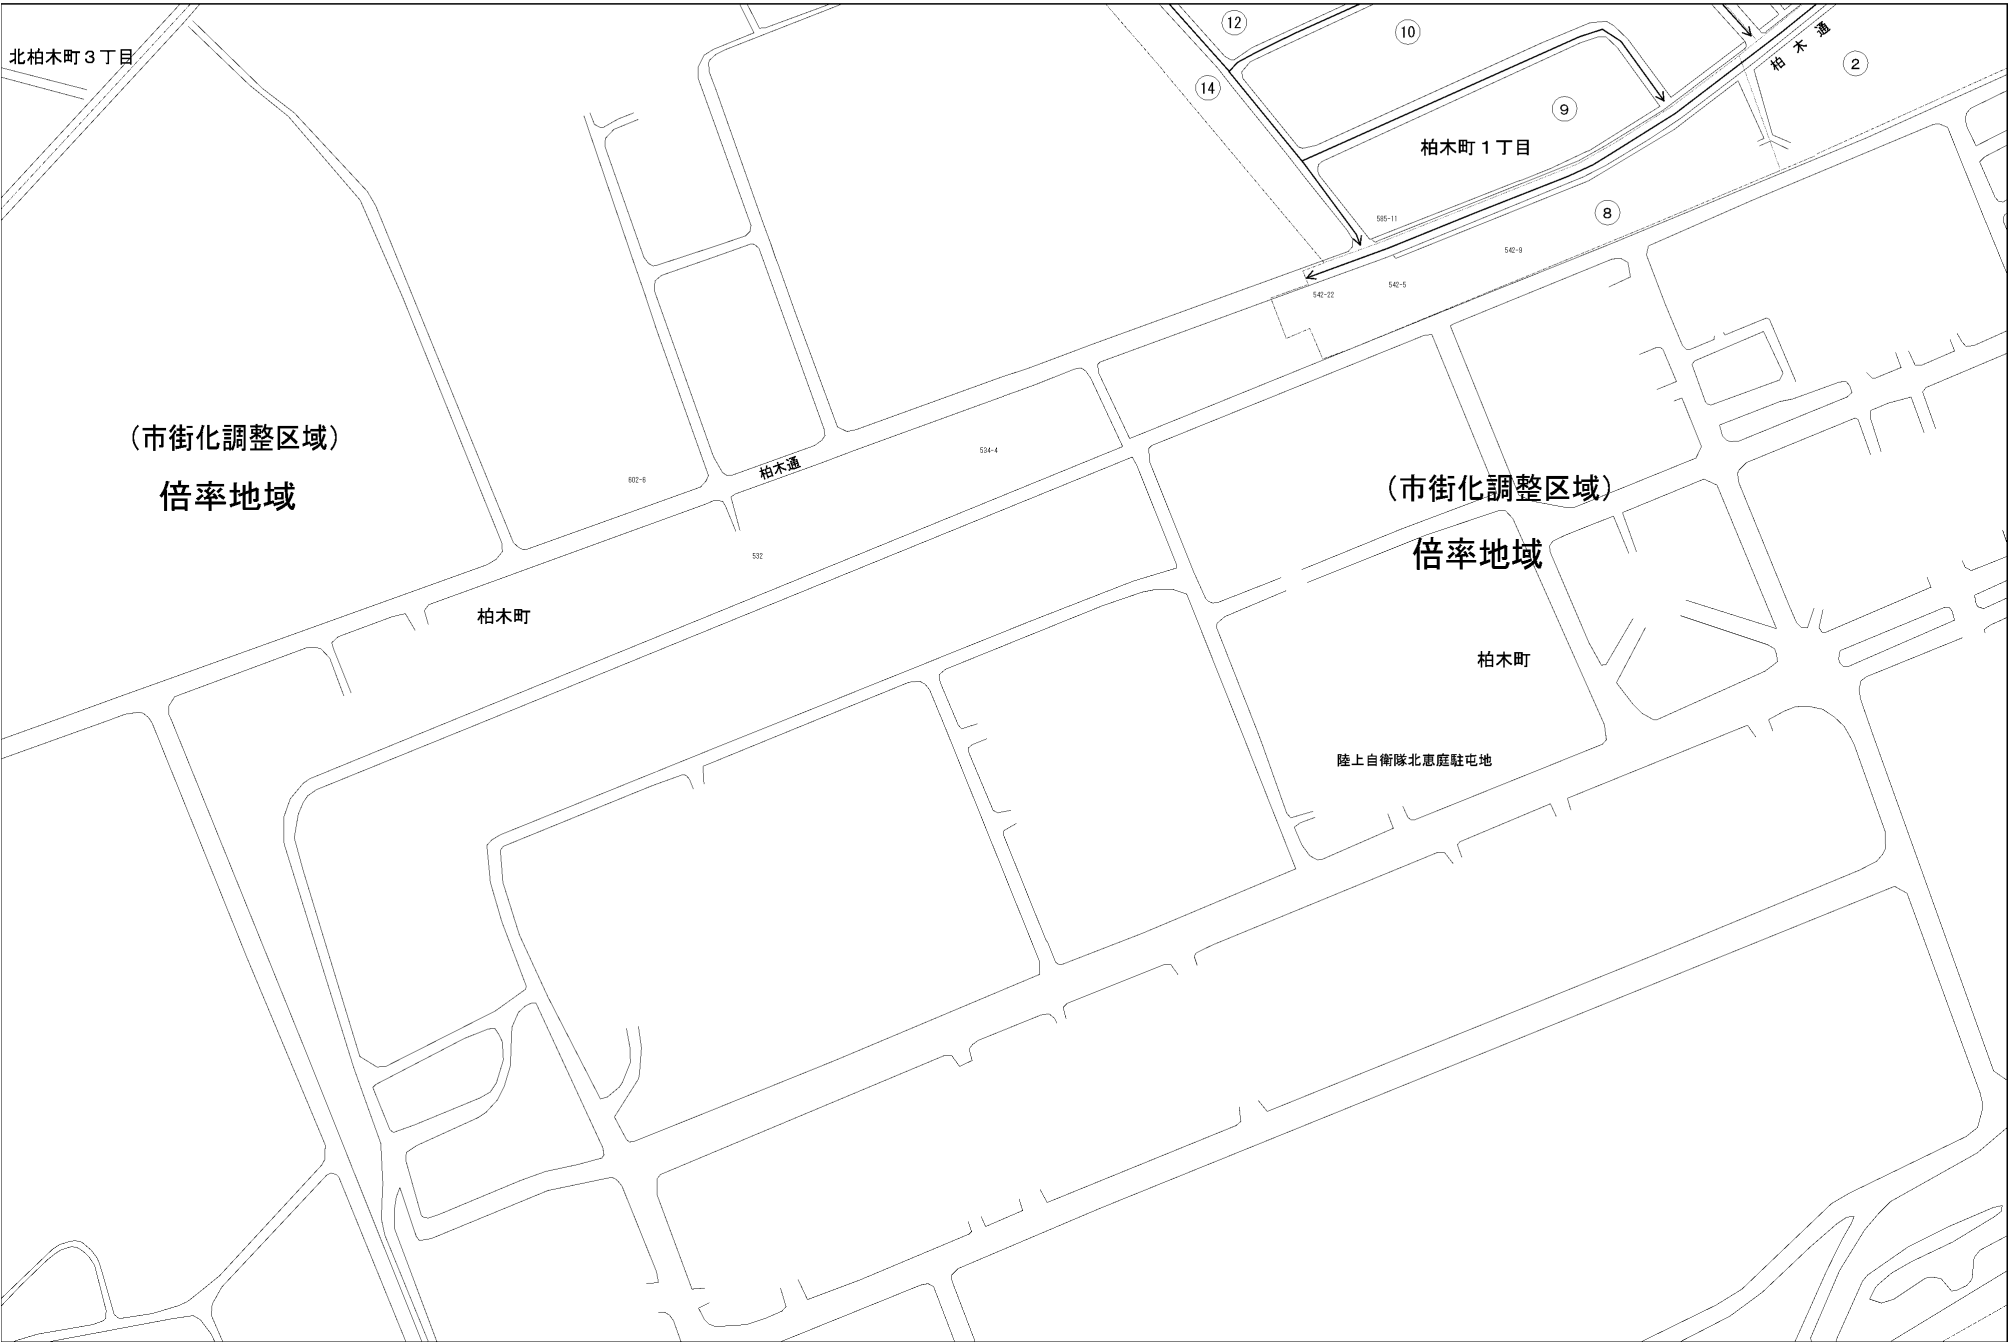 北柏木町３丁目
⑫
⑩
柏木通
②
⑭
⑨
柏木町１丁目
585-11
⑧
542-9
542-5
542-22
（市街化調整区域）
倍率地域
柏木通
534-4
602-6
（市街化調整区域）
倍率地域
532
柏木町
柏木町
陸上自衛隊北恵庭駐屯地